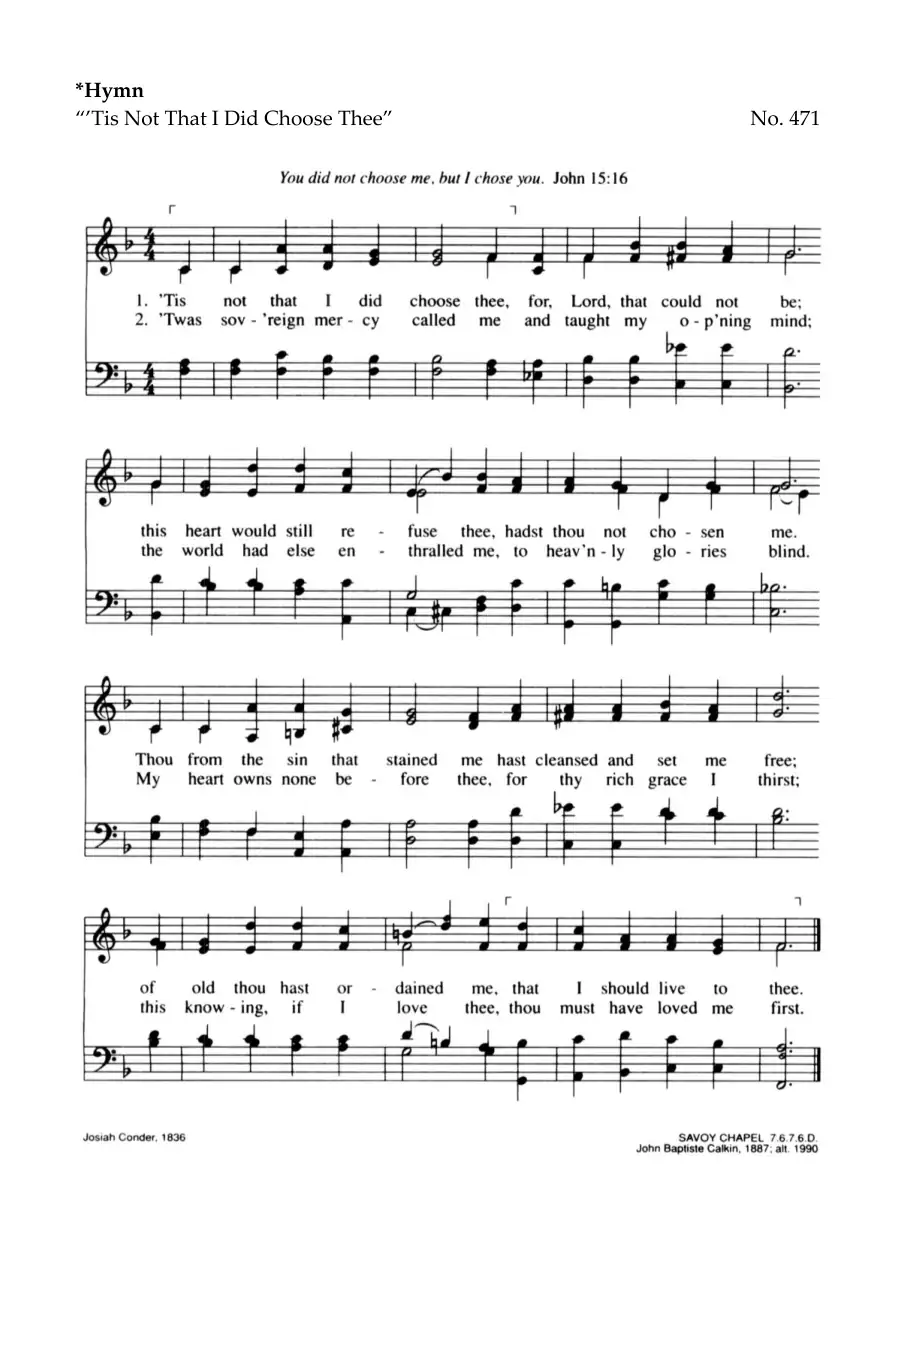 *Hymn
“’Tis Not That I Did Choose Thee” No. 471
You did not choose me, but I chose you. John 15:16
1. 'Tis not that I did choose thee, for, Lord, that could not be;
2. 'Twas sov - 'reign mer - cy called me and taught my o - p'ning mind;
this heart would still re - fuse thee, hadst thou not cho - sen me.
the world had else en - thralled me, to heav'n - ly glo - ries blind.
Thou from the sin that stained me hast cleansed and set me free;
My heart owns none be - fore thee, for thy rich grace I thirst;
of old thou hast or - dained me, that I should live to thee.
this know - ing, if I love thee, thou must have loved me first.
Josiah Conder, 1836 SAVOY CHAPEL 7.6.7.6.D.
John Baptiste Calkin, 1887; alt. 1990